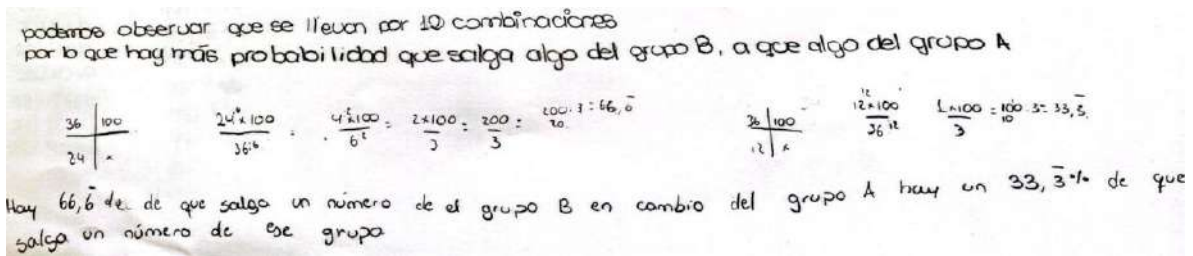 podemos observar que se llevan por 12 combinaciones
por lo que hay más probabilidad que salga algo del grupo B, a que algo del grupo A
36 | 100
24 | x
24 x 100 / 36
4 x 100 / 6 = 2 x 100 / 3 = 200 / 3 = 200 : 3 = 66,6̄
20
36 | 100
12 | x
12 x 100 / 36
1 x 100 / 3 = 100 : 3 = 33,3̄
10
Hay 66,6̄ de que salga un número de el grupo B en cambio del grupo A hay un 33,3̄% de que
salga un número de ese grupo